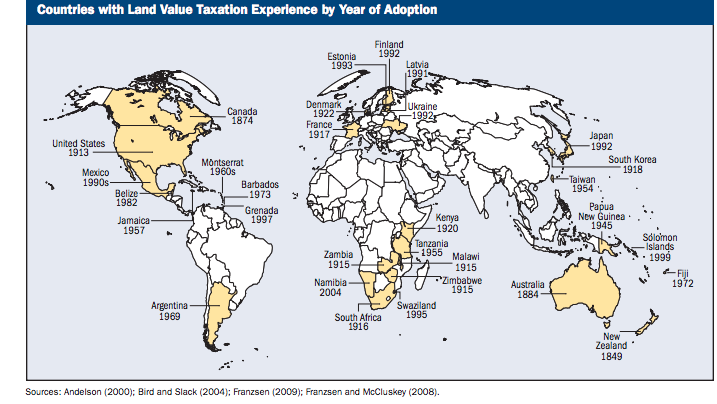 Countries with Land Value Taxation Experience by Year of Adoption
Finland
1992
Estonia
1993
Latvia
1991
Denmark
1922
Ukraine
1992
France
1917
Canada
1874
United States
1913
Mexico
1990s
Belize
1982
Jamaica
1957
Montserrat
1960s
Barbados
1973
Grenada
1997
Argentina
1969
Japan
1992
South Korea
1918
Taiwan
1954
Papua
New Guinea
1945
Solomon
Islands
1999
Fiji
1972
Kenya
1920
Tanzania
1955
Malawi
1915
Zambia
1915
Zimbabwe
1915
Namibia
2004
Swaziland
1995
South Africa
1916
Australia
1884
New
Zealand
1849
Sources: Andelson (2000); Bird and Slack (2004); Franzsen (2009); Franzsen and McCluskey (2008).